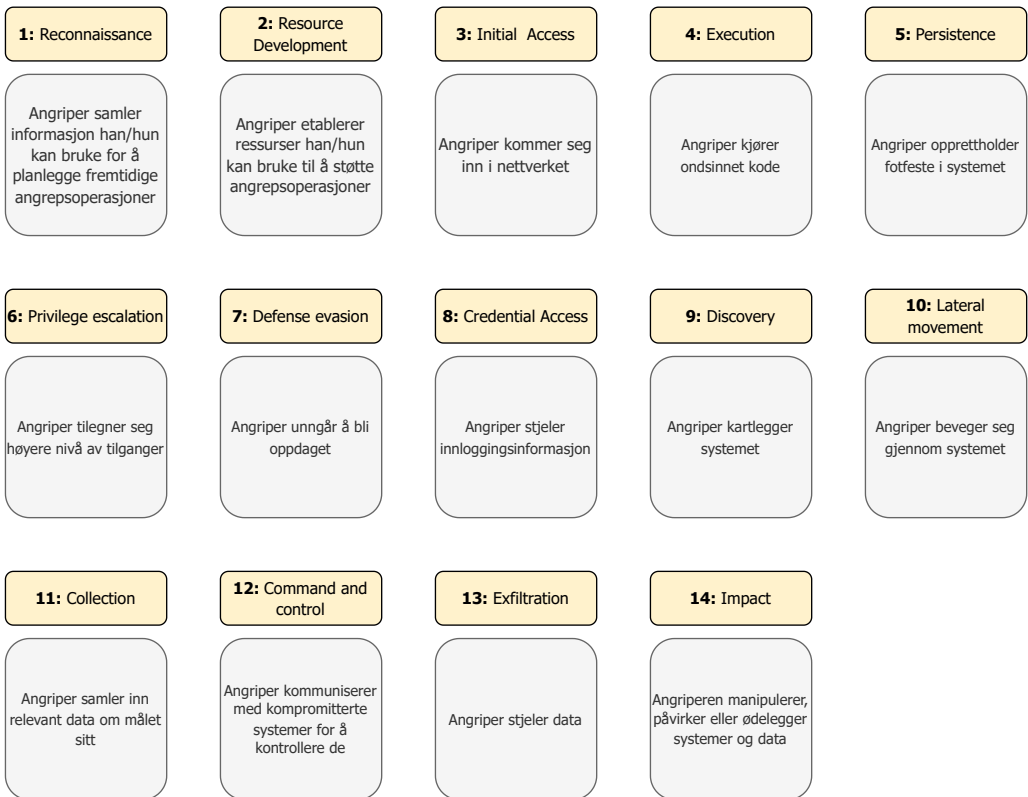 1: Reconnaissance
Angriper samler
informasjon han/hun
kan bruke for å
planlegge fremtidige
angrepsoperasjoner
2: Resource
Development
Angriper etablerer
ressurser han/hun
kan bruke til å støtte
angrepsoperasjoner
3: Initial Access
Angriper kommer seg
inn i nettverket
4: Execution
Angriper kjører
ondsinnet kode
5: Persistence
Angriper opprettholder
fotfeste i systemet
6: Privilege escalation
Angriper tilegner seg
høyere nivå av tilganger
7: Defense evasion
Angriper unngår å bli
oppdaget
8: Credential Access
Angriper stjeler
innloggingsinformasjon
9: Discovery
Angriper kartlegger
systemet
10: Lateral
movement
Angriper beveger seg
gjennom systemet
11: Collection
Angriper samler inn
relevant data om målet
sitt
12: Command and
control
Angriper kommuniserer
med kompromitterte
systemer for å
kontrollere de
13: Exfiltration
Angriper stjeler data
14: Impact
Angriperen manipulerer,
påvirker eller ødelegger
systemer og data